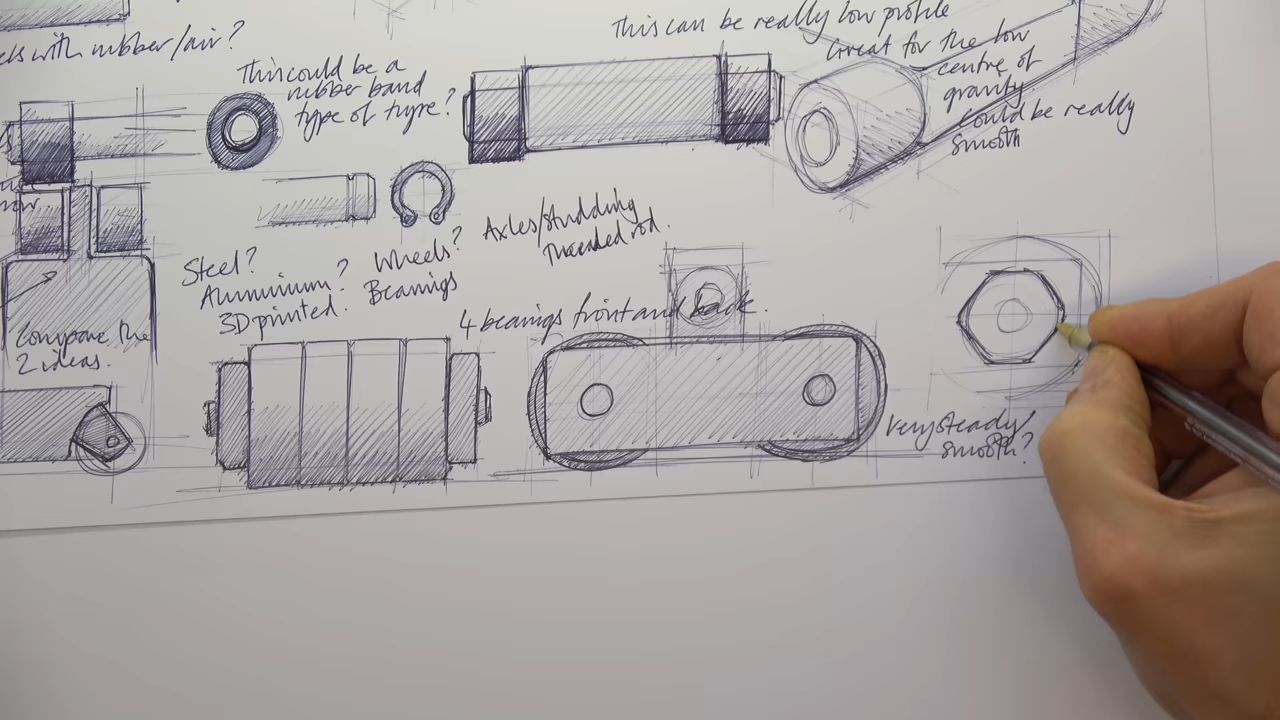 This can be really low profile
Great for the low
centre of
gravity
could be really
smooth
with rubber/air?
This could be a
rubber band
type of tyre?
Axles/studding
Threaded rod.
Steel?
Aluminium?
3D printed.
Wheels?
Bearings
4 bearings front and back.
Compare the
2 ideas.
Very steady/
smooth?